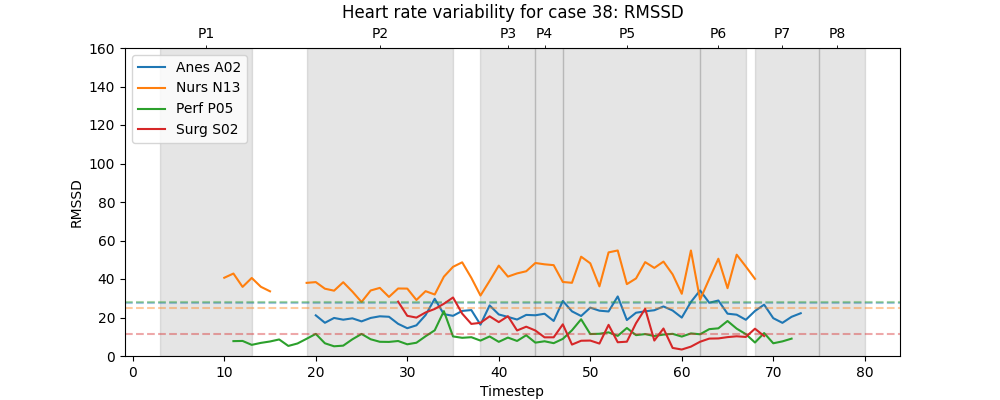 Heart rate variability for case 38: RMSSD
P1 P2 P3 P4 P5 P6 P7 P8
160
140
120
100
80
60
40
20
0
RMSSD
Anes A02
Nurs N13
Perf P05
Surg S02
0 10 20 30 40 50 60 70 80
Timestep